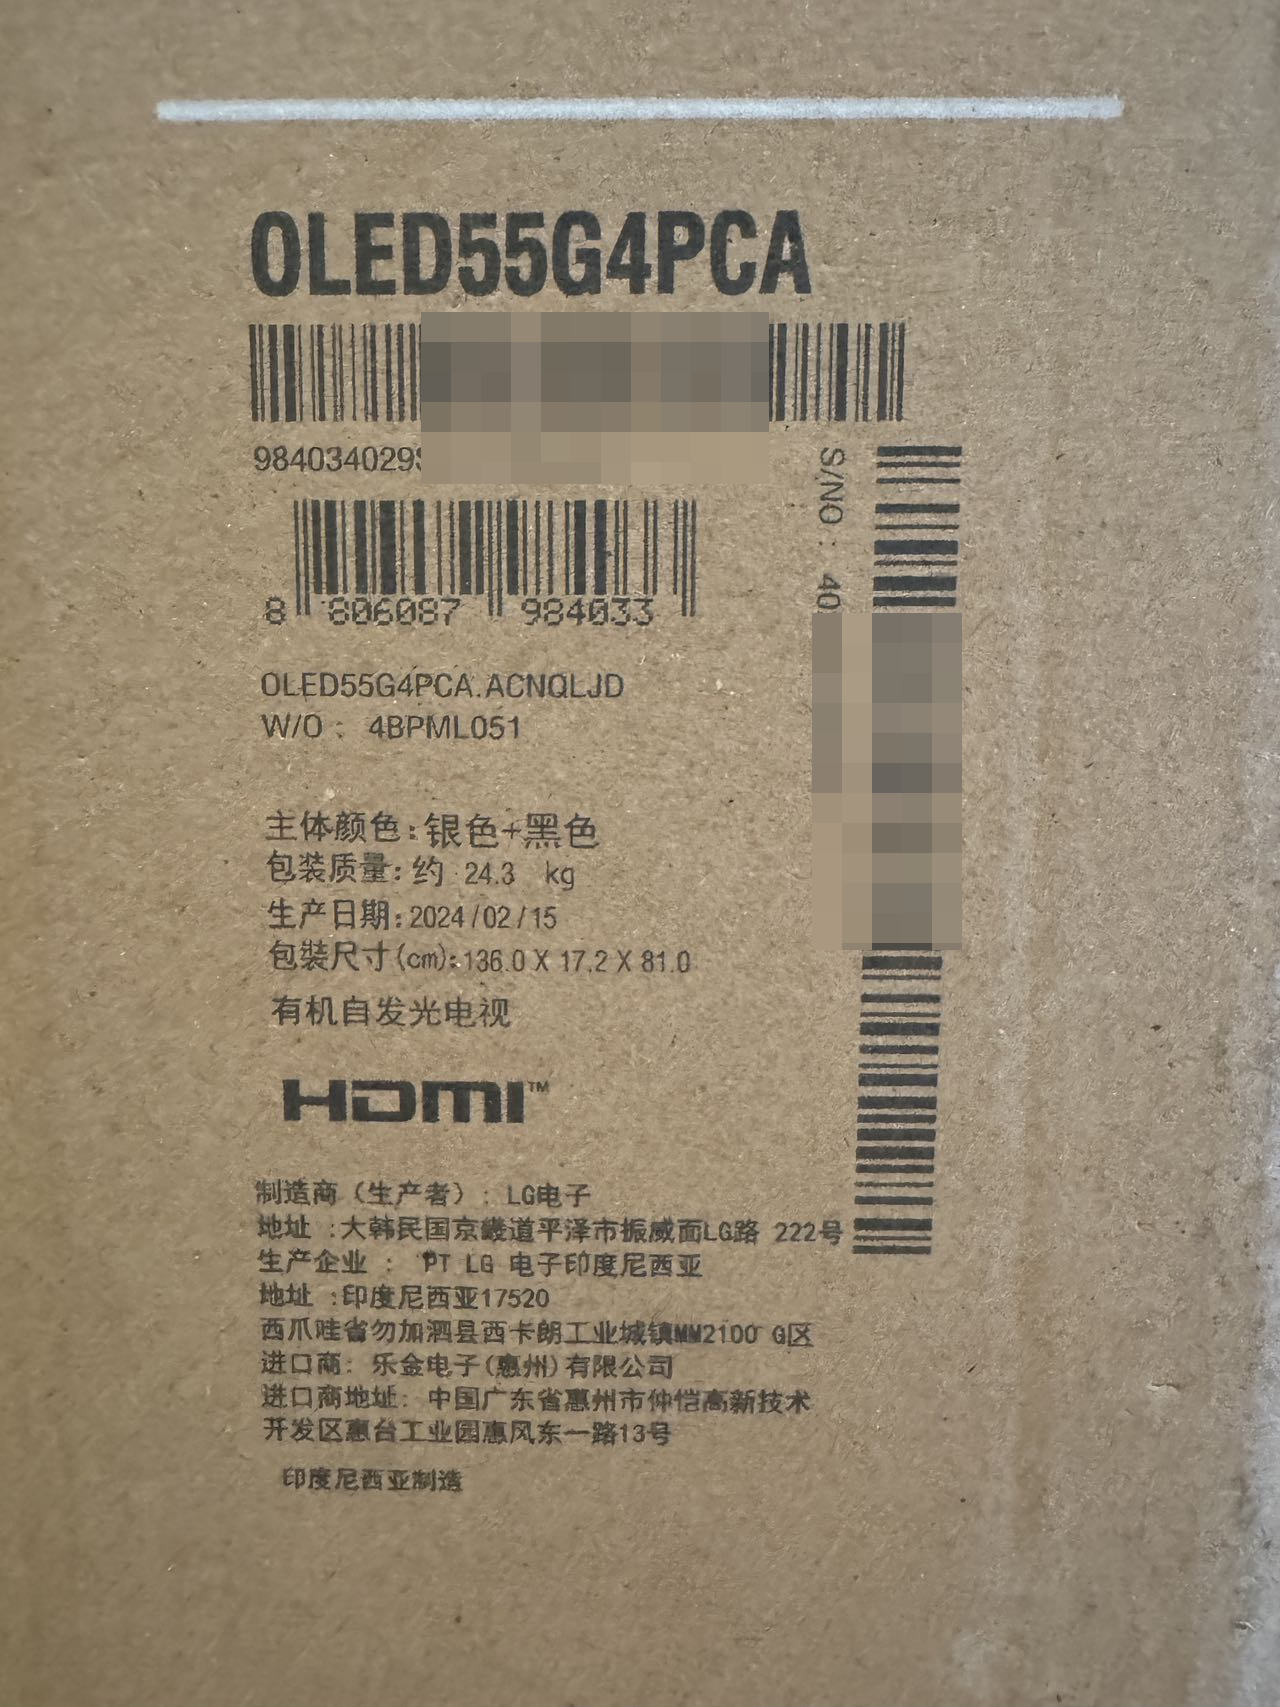 OLED55G4PCA
984034029
8 806087 984033
S/NO : 40
OLED55G4PCA.ACNQLJD
W/O : 4BPML051
主体颜色:银色+黑色
包装质量:约 24.3 kg
生产日期:2024/02/15
包装尺寸(cm):136.0 X 17.2 X 81.0
有机自发光电视
HDMI™
制造商（生产者）: LG电子
地址 :大韩民国京畿道平泽市振威面LG路 222号
生产企业 : PT LG 电子印度尼西亚
地址 :印度尼西亚17520
西爪哇省勿加泗县西卡朗工业城镇MM2100 G区
进口商: 乐金电子(惠州)有限公司
进口商地址: 中国广东省惠州市仲恺高新技术
开发区惠台工业园惠风东一路13号
印度尼西亚制造